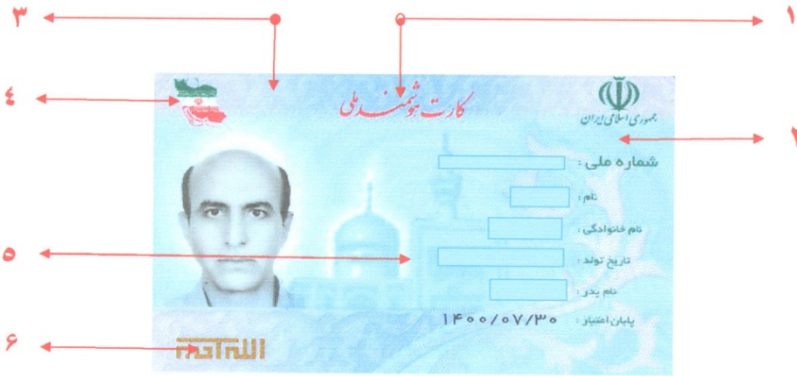 ۳
۱
۴
کارت هوشمند ملی
جمهوری اسلامی ایران
۲
شماره ملی :
نام :
نام خانوادگی :
۵
تاریخ تولد :
نام پدر :
پایان اعتبار : ۱۴۰۰/۰۷/۳۰
۶